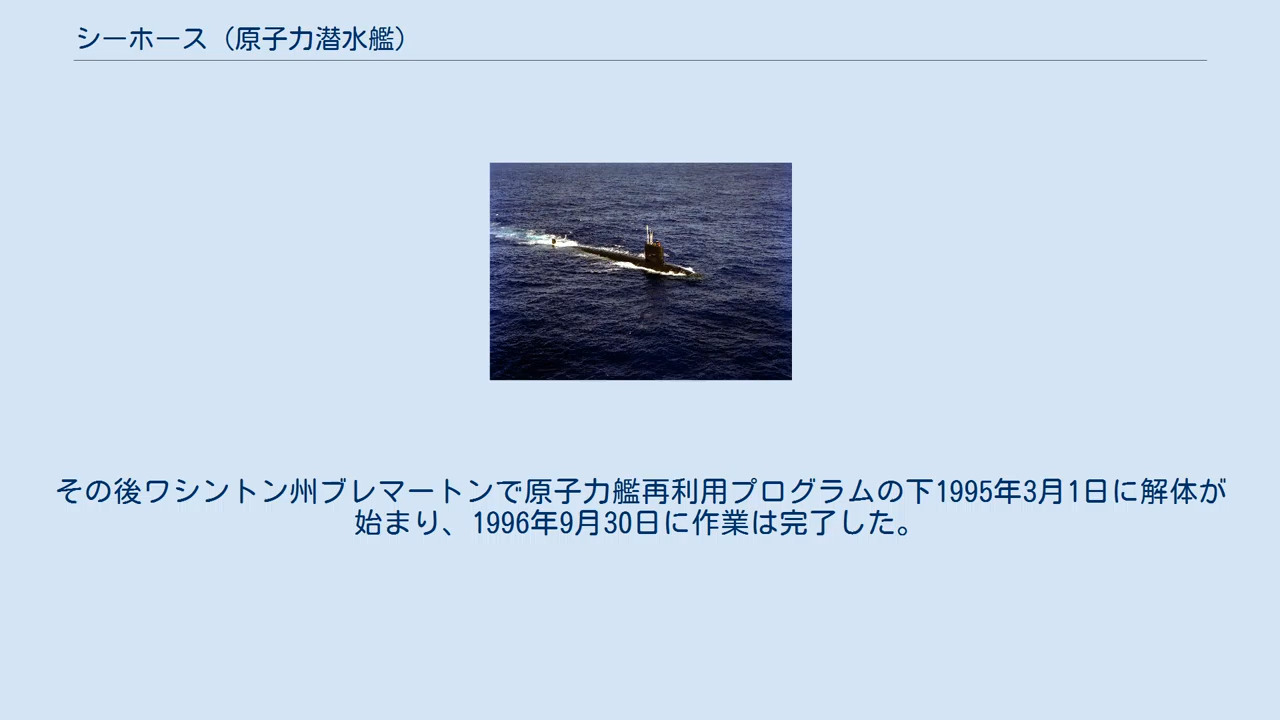 シーホース（原子力潜水艦）
その後ワシントン州ブレマートンで原子力艦再利用プログラムの下1995年3月1日に解体が
始まり、1996年9月30日に作業は完了した。